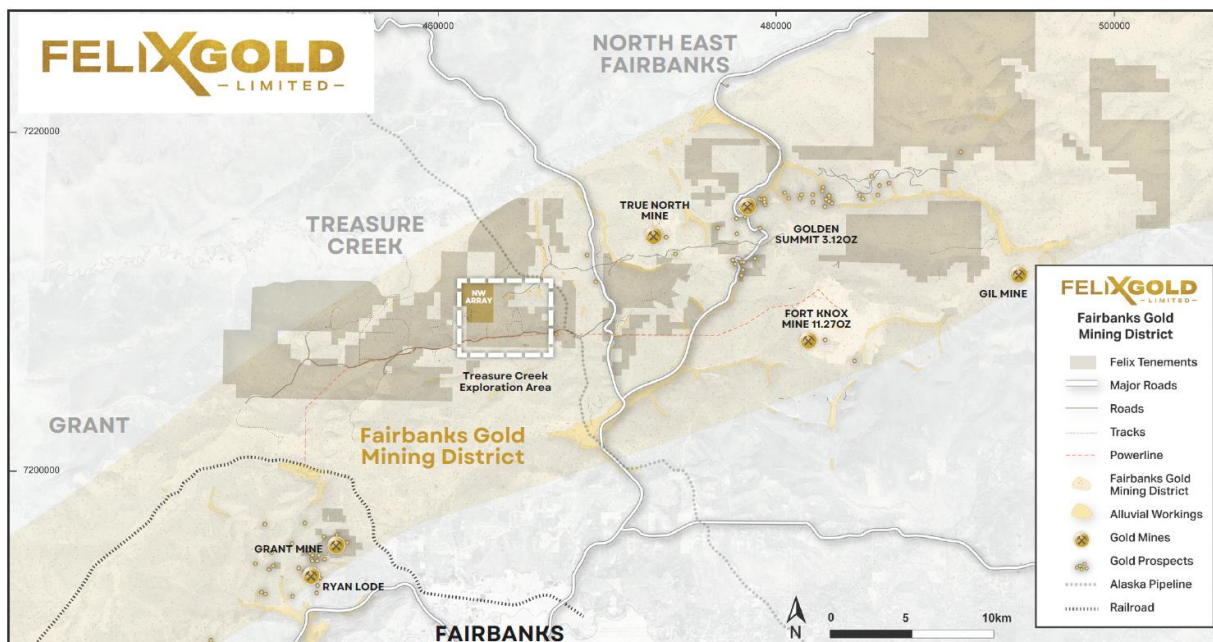 460000
480000
500000
FELIXGOLD
- LIMITED -
NORTH EAST
FAIRBANKS
7220000
TREASURE
CREEK
TRUE NORTH
MINE
GOLDEN
SUMMIT 3.12OZ
GIL MINE
NW
ARRAY
FORT KNOX
MINE 11.27OZ
Treasure Creek
Exploration Area
GRANT
Fairbanks Gold
Mining District
7200000
GRANT MINE
RYAN LODE
FAIRBANKS
N
0
5
10km
FELIXGOLD
- LIMITED -
Fairbanks Gold
Mining District
Felix Tenements
Major Roads
Roads
Tracks
Powerline
Fairbanks Gold
Mining District
Alluvial Workings
Gold Mines
Gold Prospects
Alaska Pipeline
Railroad